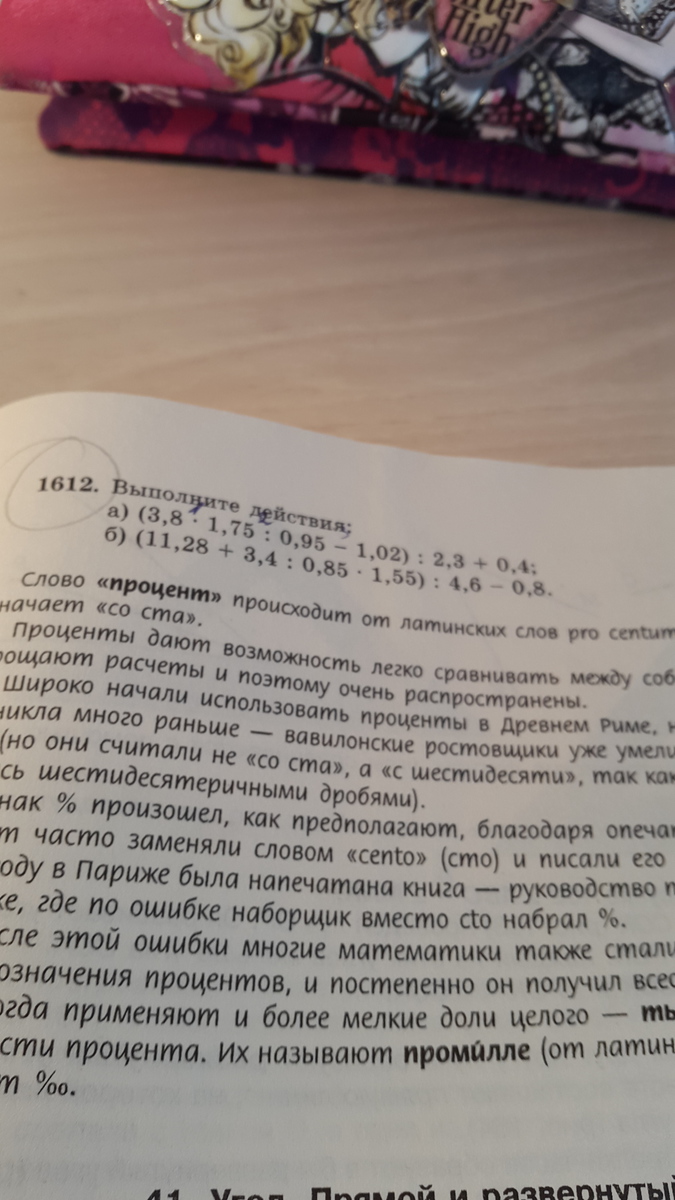 High
1612. Выполните действия;
а) (3,8 · 1,75 : 0,95 – 1,02) : 2,3 + 0,4;
б) (11,28 + 3,4 : 0,85 · 1,55) : 4,6 – 0,8.
Слово «процент» происходит от латинских слов pro centum
начает «со ста».
Проценты дают возможность легко сравнивать между соб
рощают расчеты и поэтому очень распространены.
Широко начали использовать проценты в Древнем Риме, н
никла много раньше — вавилонские ростовщики уже умели
(но они считали не «со ста», а «с шестидесяти», так как
сь шестидесятеричными дробями).
нак % произошел, как предполагают, благодаря опечат
т часто заменяли словом «cento» (сто) и писали его
оду в Париже была напечатана книга — руководство п
ке, где по ошибке наборщик вместо cto набрал %.
сле этой ошибки многие математики также стали
означения процентов, и постепенно он получил всео
огда применяют и более мелкие доли целого — ты
сти процента. Их называют промúлле (от латин
т ‰.
41. Угол. Прямой и развернутый